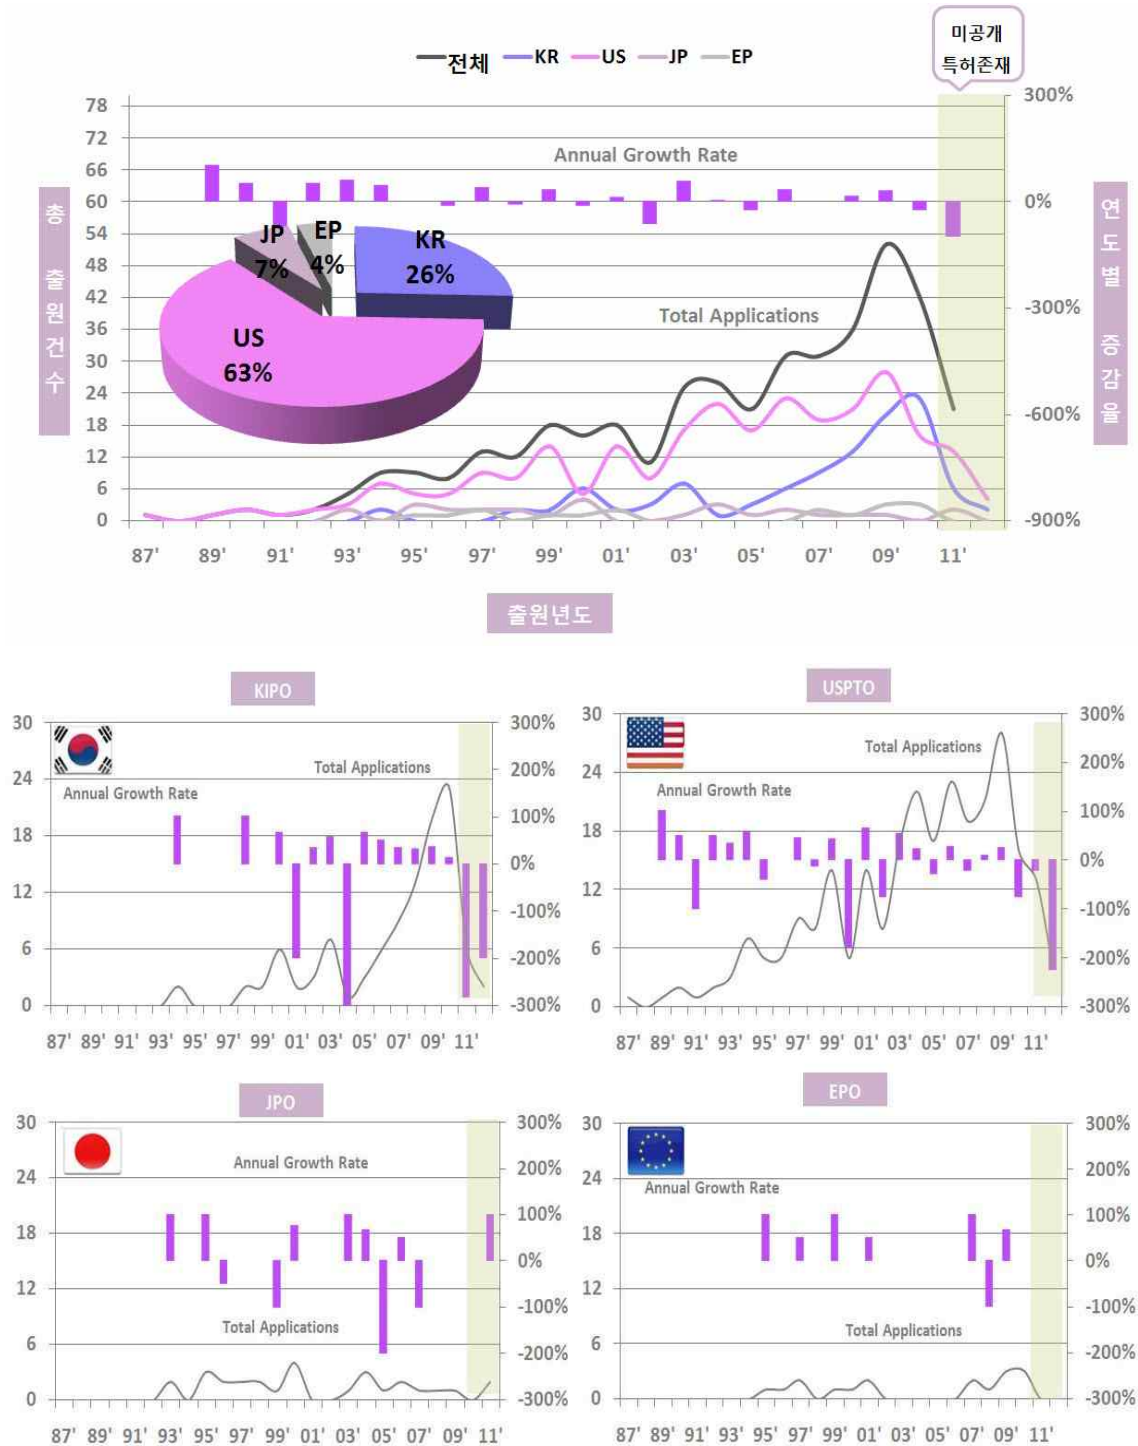 미공개
특허존재
전체 KR US JP EP
78
72
66
60
54
48
42
36
30
24
18
12
6
0
300%
0%
-300%
-600%
-900%
Annual Growth Rate
Total Applications
총 출원건수
연도별 증감율
JP
7%
EP
4%
KR
26%
US
63%
87' 89' 91' 93' 95' 97' 99' 01' 03' 05' 07' 09' 11'
출원년도
KIPO
30
24
18
12
6
0
Total Applications
Annual Growth Rate
300%
200%
100%
0%
-100%
-200%
-300%
87' 89' 91' 93' 95' 97' 99' 01' 03' 05' 07' 09' 11'
USPTO
30
24
18
12
6
0
Total Applications
Annual Growth Rate
300%
200%
100%
0%
-100%
-200%
-300%
87' 89' 91' 93' 95' 97' 99' 01' 03' 05' 07' 09' 11'
JPO
30
24
18
12
6
0
Annual Growth Rate
Total Applications
300%
200%
100%
0%
-100%
-200%
-300%
87' 89' 91' 93' 95' 97' 99' 01' 03' 05' 07' 09' 11'
EPO
30
24
18
12
6
0
Annual Growth Rate
Total Applications
300%
200%
100%
0%
-100%
-200%
-300%
87' 89' 91' 93' 95' 97' 99' 01' 03' 05' 07' 09' 11'